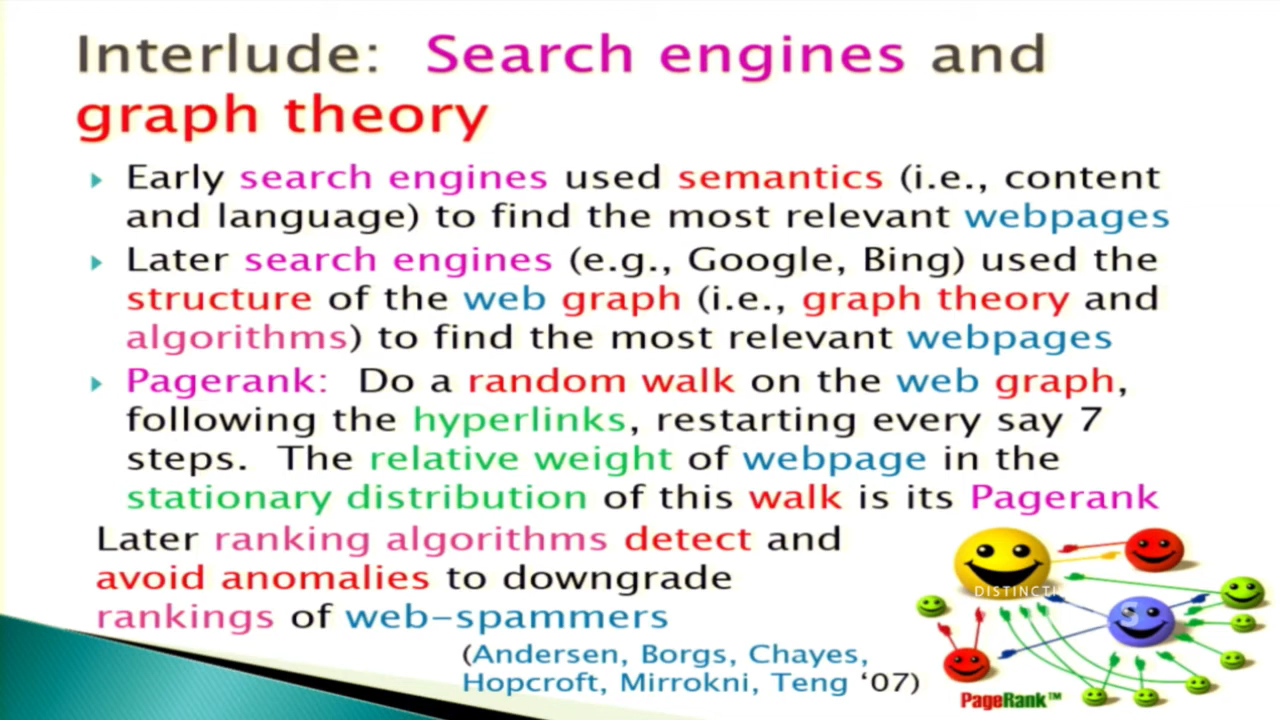 Interlude: Search engines and
graph theory
Early search engines used semantics (i.e., content
and language) to find the most relevant webpages
Later search engines (e.g., Google, Bing) used the
structure of the web graph (i.e., graph theory and
algorithms) to find the most relevant webpages
Pagerank: Do a random walk on the web graph,
following the hyperlinks, restarting every say 7
steps. The relative weight of webpage in the
stationary distribution of this walk is its Pagerank
Later ranking algorithms detect and
avoid anomalies to downgrade
rankings of web-spammers
(Andersen, Borgs, Chayes,
Hopcroft, Mirrokni, Teng ‘07)
PageRank™